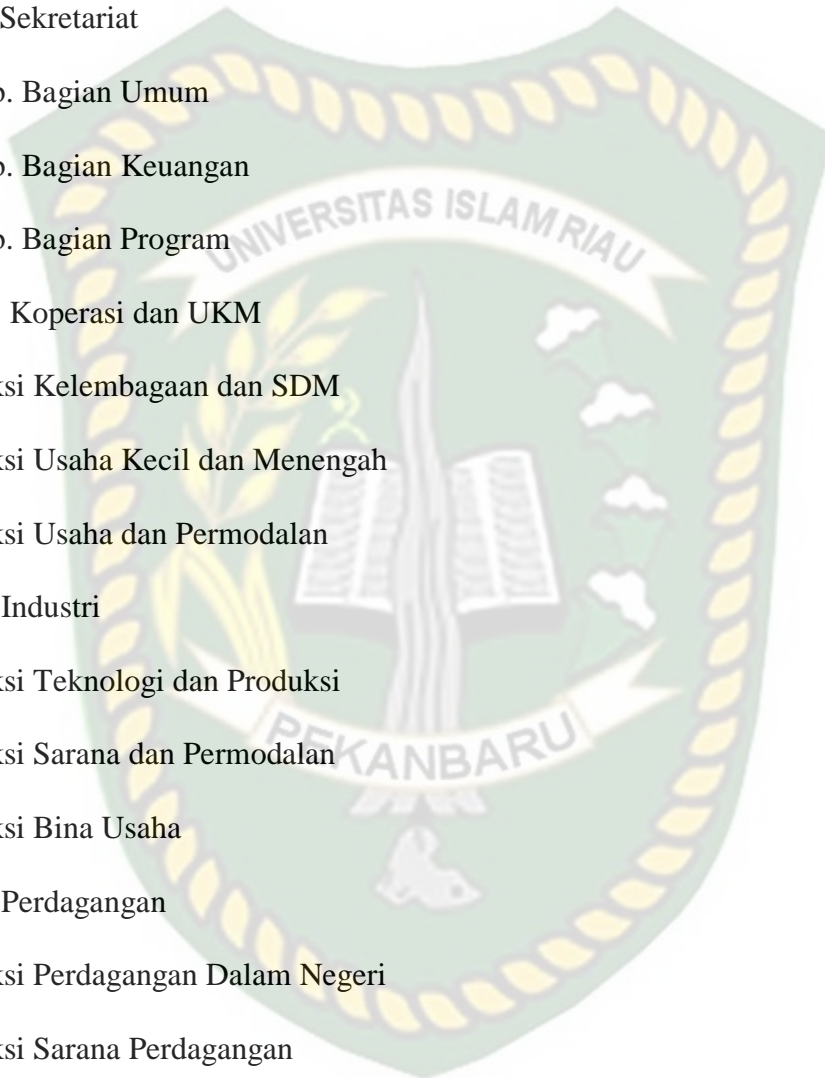 Sekretariat
b. Bagian Umum
b. Bagian Keuangan
b. Bagian Program
UNIVERSITAS ISLAM RIAU
Koperasi dan UKM
ksi Kelembagaan dan SDM
ksi Usaha Kecil dan Menengah
ksi Usaha dan Permodalan
Industri
ksi Teknologi dan Produksi
ksi Sarana dan Permodalan
PEKANBARU
ksi Bina Usaha
Perdagangan
ksi Perdagangan Dalam Negeri
ksi Sarana Perdagangan